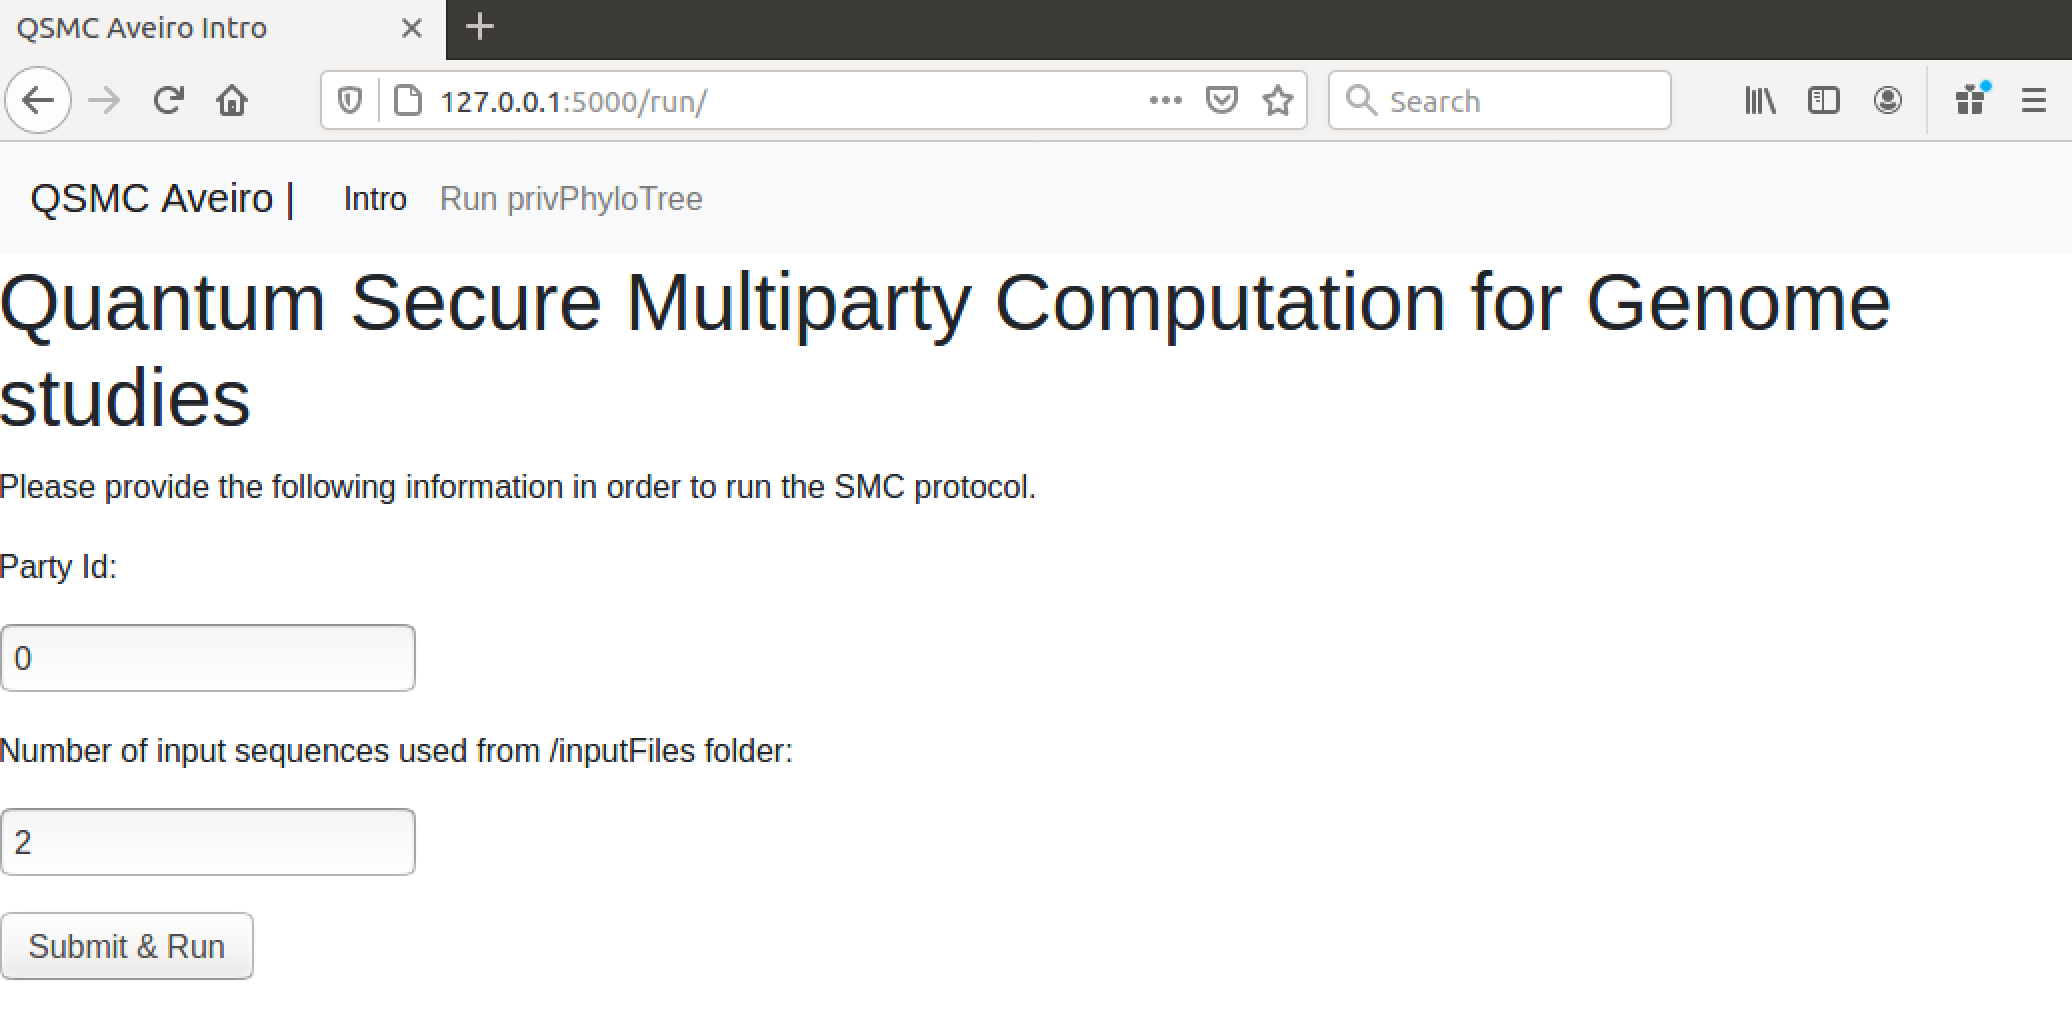 QSMC Aveiro Intro
127.0.0.1:5000/run/
Search
QSMC Aveiro | Intro Run privPhyloTree
Quantum Secure Multiparty Computation for Genome
studies
Please provide the following information in order to run the SMC protocol.
Party Id:
0
Number of input sequences used from /inputFiles folder:
2
Submit & Run